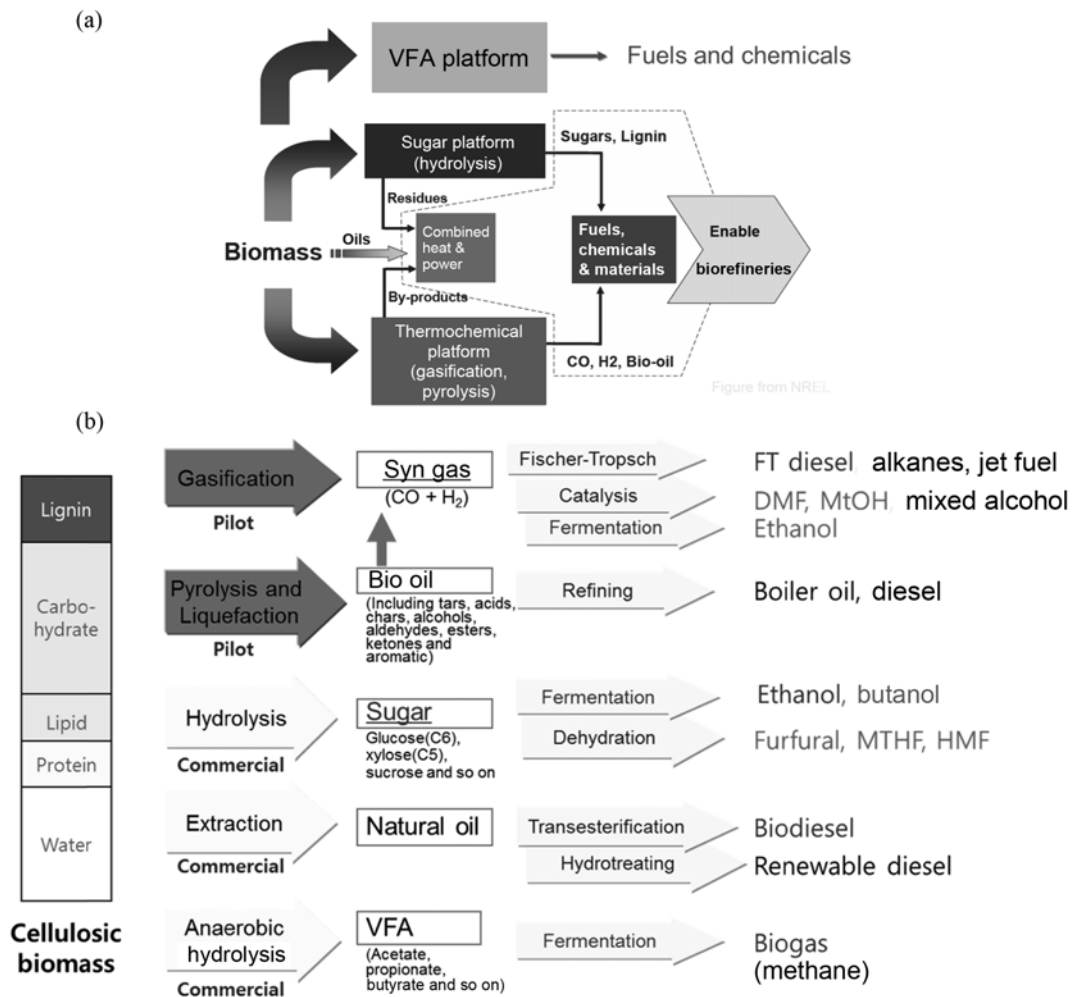 (a)
VFA platform
Fuels and chemicals
Sugar platform
(hydrolysis)
Sugars, Lignin
Residues
Biomass
Oils
Combined
heat &
power
Fuels,
chemicals
& materials
Enable
biorefineries
By-products
Thermochemical
platform
(gasification,
pyrolysis)
CO, H2, Bio-oil
Figure from NREL
(b)
Lignin
Carbo-
hydrate
Lipid
Protein
Water
Cellulosic
biomass
Gasification
Pilot
Syn gas
(CO + H₂)
Fischer-Tropsch
FT diesel, alkanes, jet fuel
Catalysis
DMF, MtOH, mixed alcohol
Fermentation
Ethanol
Pyrolysis and
Liquefaction
Pilot
Bio oil
(Including tars, acids,
chars, alcohols,
aldehydes, esters,
ketones and
aromatic)
Refining
Boiler oil, diesel
Hydrolysis
Commercial
Sugar
Glucose(C6),
xylose(C5),
sucrose and so on
Fermentation
Ethanol, butanol
Dehydration
Furfural, MTHF, HMF
Extraction
Commercial
Natural oil
Transesterification
Biodiesel
Hydrotreating
Renewable diesel
Anaerobic
hydrolysis
Commercial
VFA
(Acetate,
propionate,
butyrate and so on)
Fermentation
Biogas
(methane)